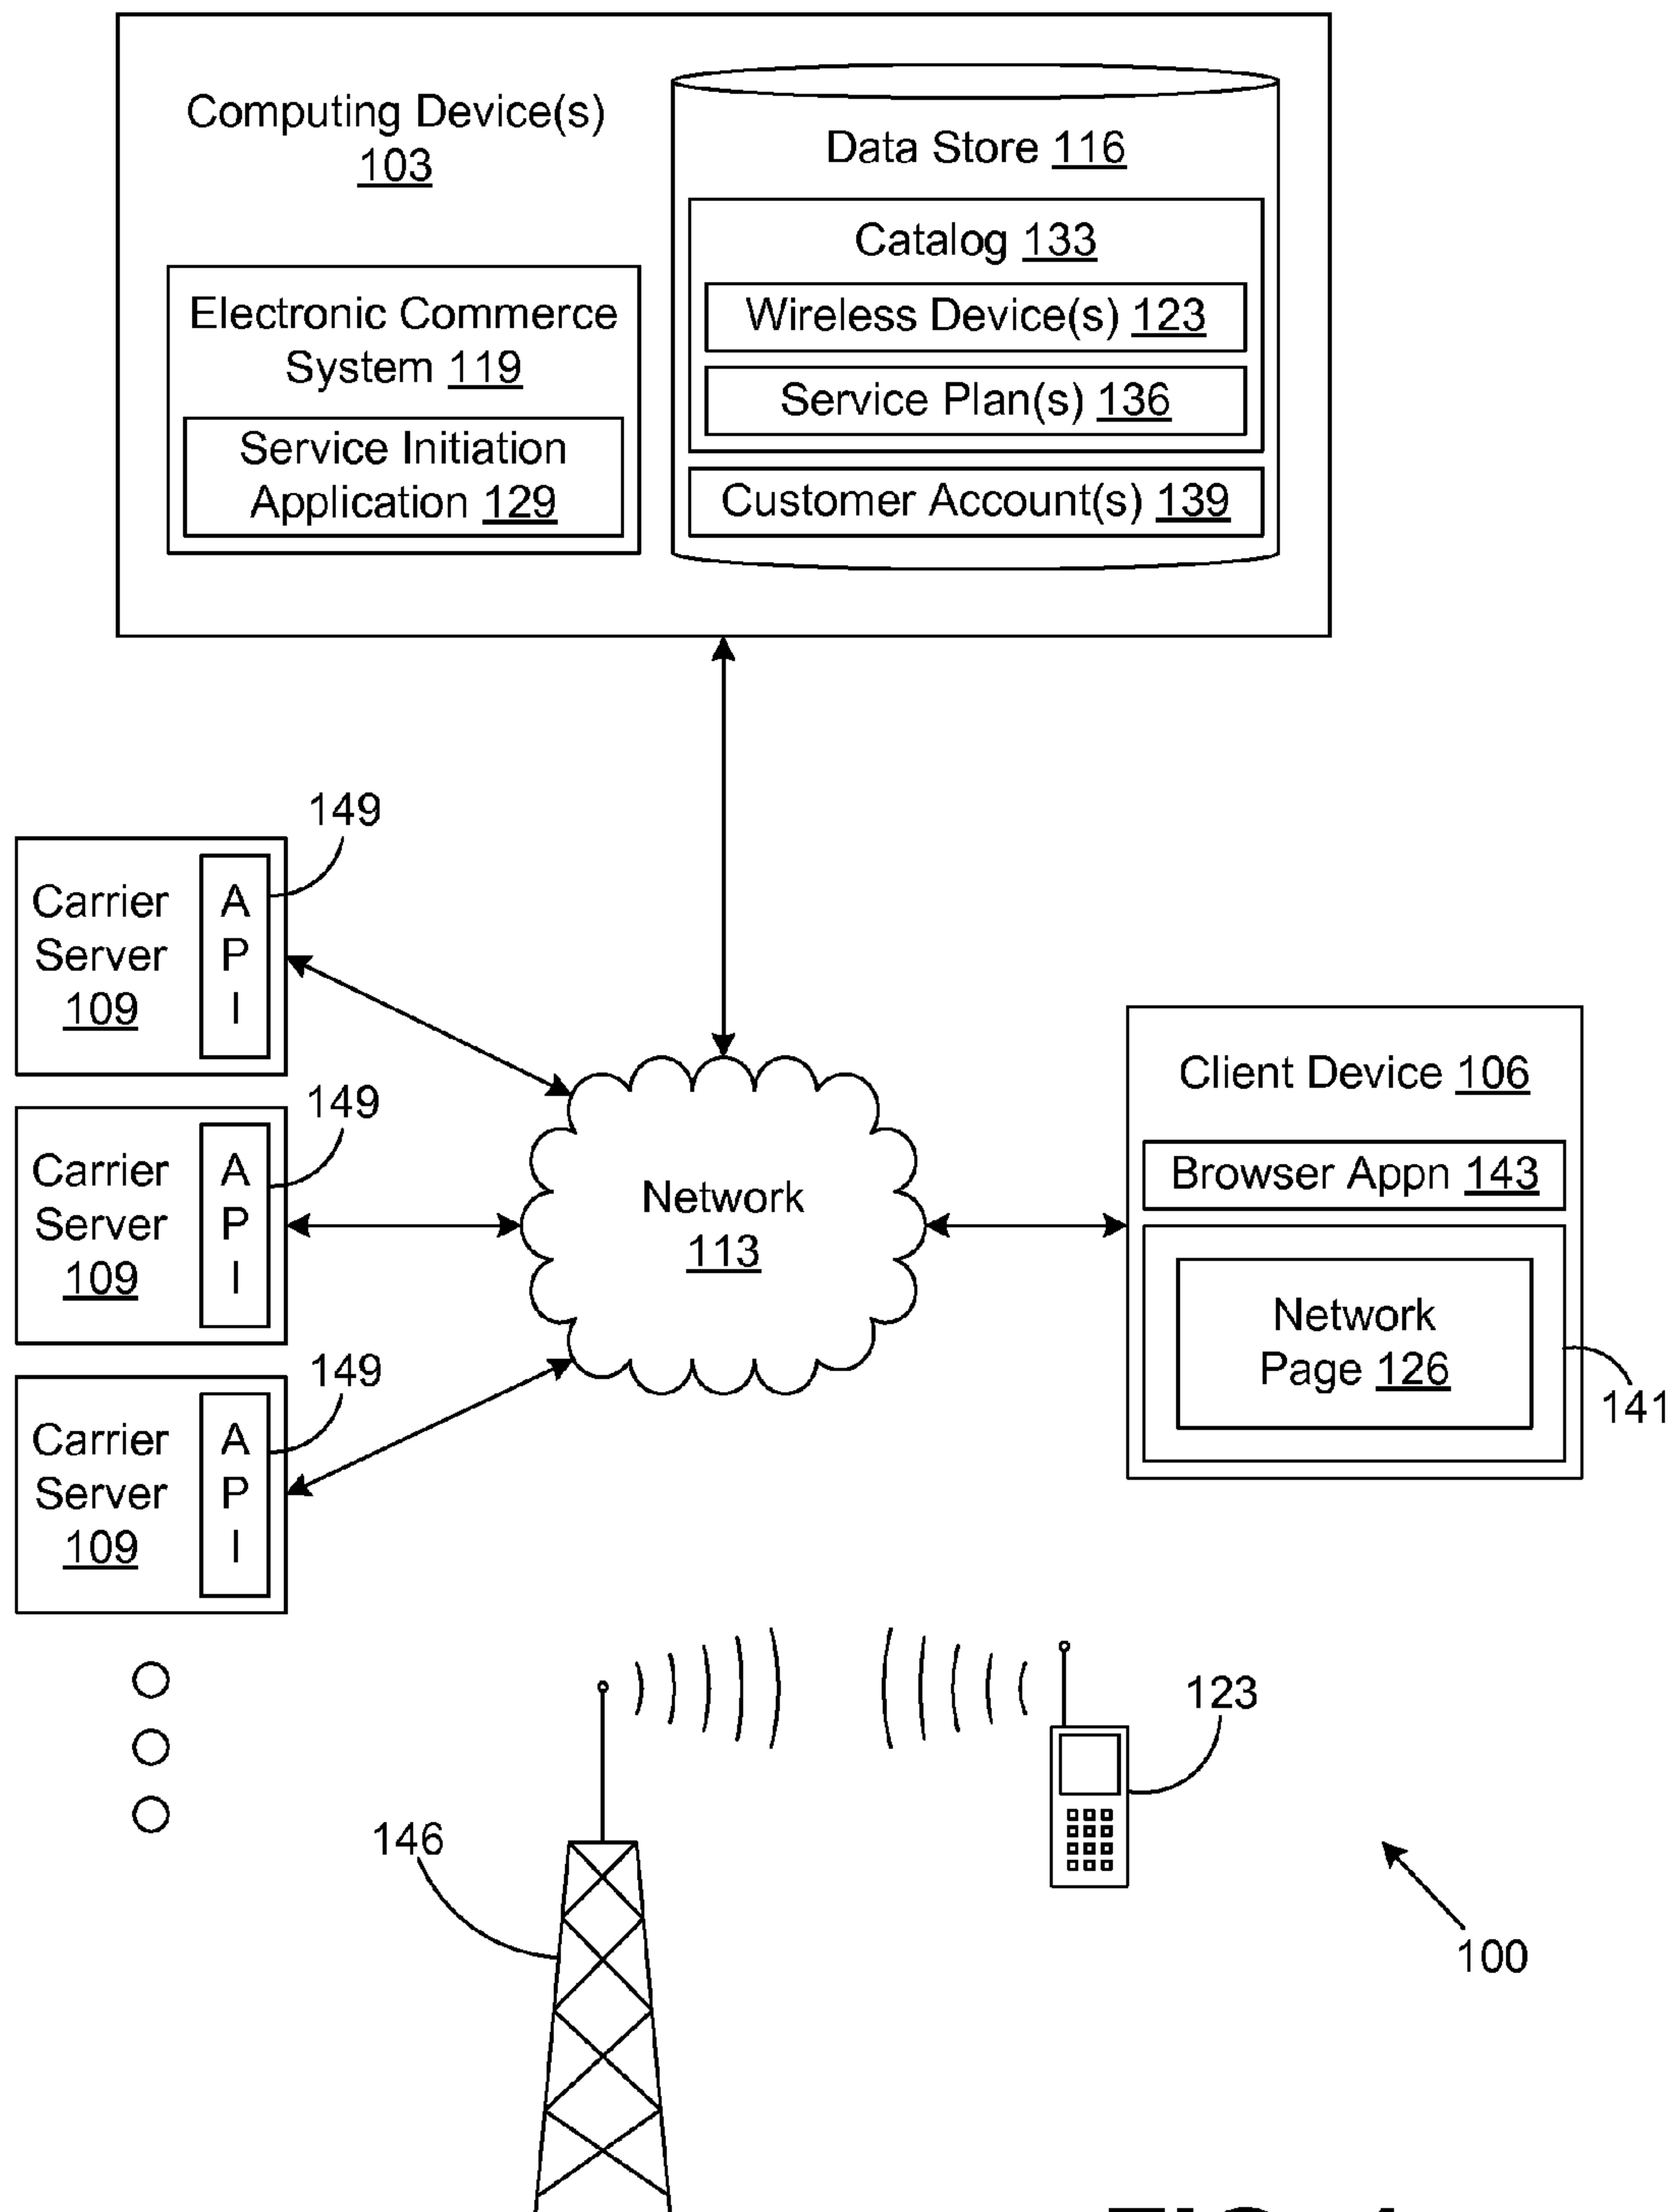 Computing Device(s)
103
Data Store 116
Catalog 133
Wireless Device(s) 123
Service Plan(s) 136
Customer Account(s) 139
Electronic Commerce
System 119
Service Initiation
Application 129
149
Carrier
Server
109
A
P
I
149
Carrier
Server
109
A
P
I
149
Carrier
Server
109
A
P
I
Network
113
Client Device 106
Browser Appn 143
Network
Page 126
141
123
146
100